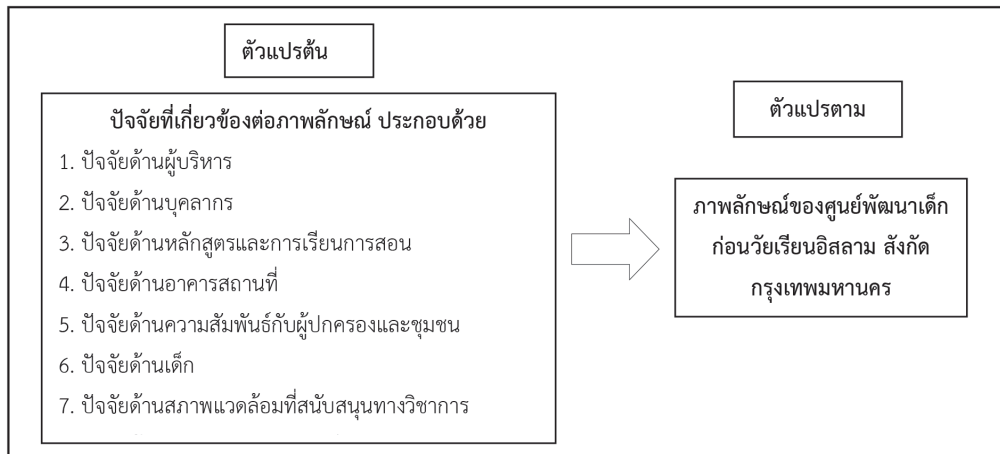 ตัวแปรต้น
ปัจจัยที่เกี่ยวข้องต่อภาพลักษณ์ ประกอบด้วย
1. ปัจจัยด้านผู้บริหาร
2. ปัจจัยด้านบุคลากร
3. ปัจจัยด้านหลักสูตรและการเรียนการสอน
4. ปัจจัยด้านอาคารสถานที่
5. ปัจจัยด้านความสัมพันธ์กับผู้ปกครองและชุมชน
6. ปัจจัยด้านเด็ก
7. ปัจจัยด้านสภาพแวดล้อมที่สนับสนุนทางวิชาการ
ตัวแปรตาม
ภาพลักษณ์ของศูนย์พัฒนาเด็ก
ก่อนวัยเรียนอิสลาม สังกัด
กรุงเทพมหานคร